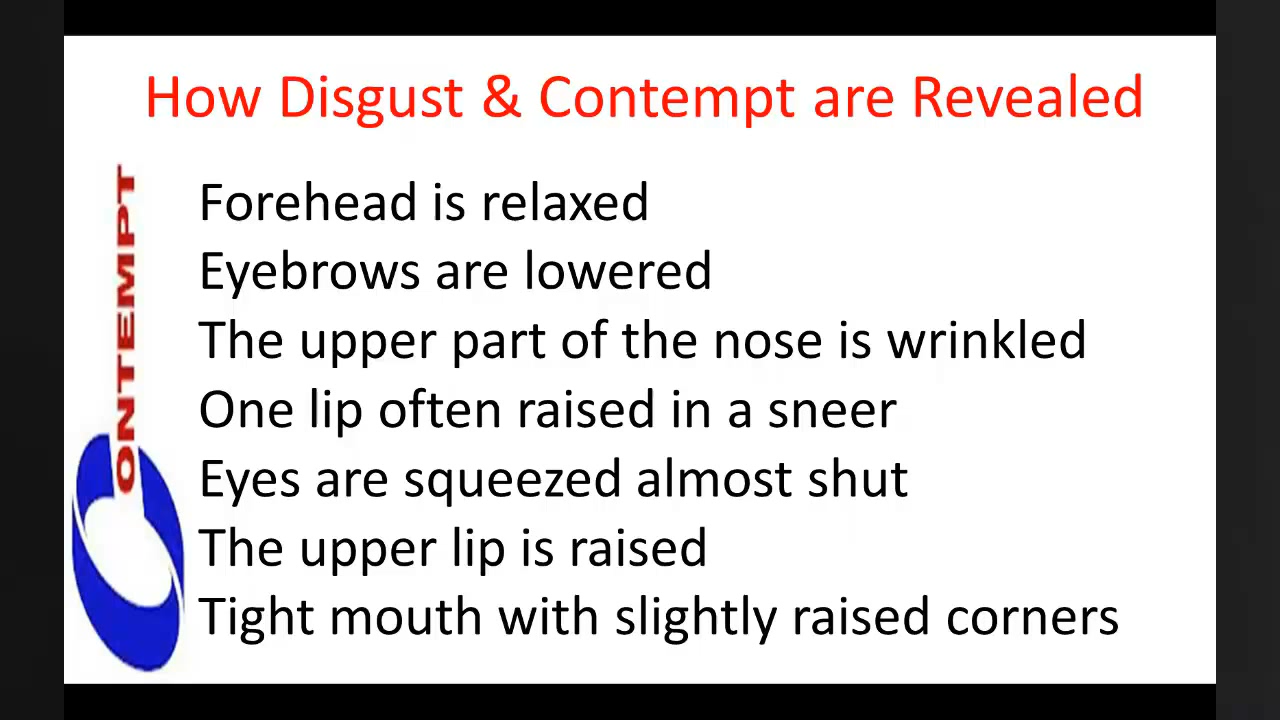 How Disgust & Contempt are Revealed
ONTEMPT
Forehead is relaxed
Eyebrows are lowered
The upper part of the nose is wrinkled
One lip often raised in a sneer
Eyes are squeezed almost shut
The upper lip is raised
Tight mouth with slightly raised corners